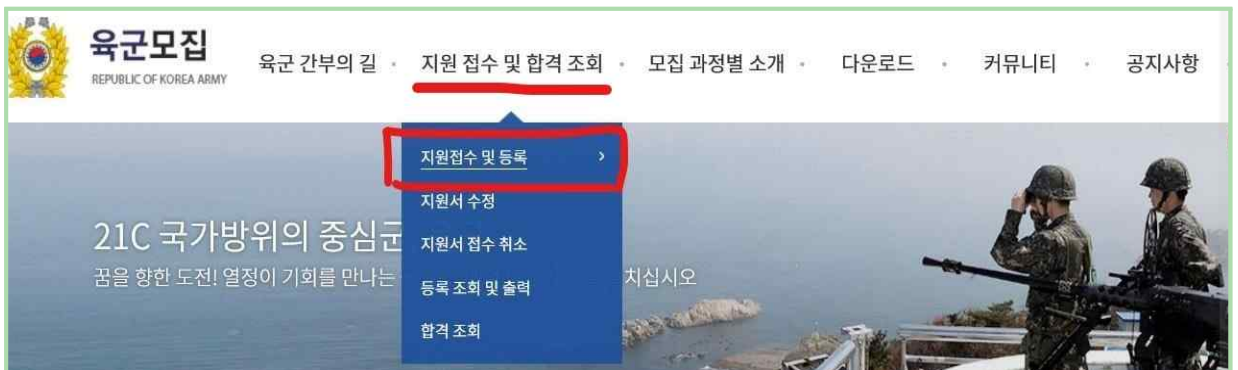 육군모집
REPUBLIC OF KOREA ARMY
육군 간부의 길
지원 접수 및 합격 조회
모집 과정별 소개
다운로드
커뮤니티
공지사항
지원접수 및 등록
지원서 수정
지원서 접수 취소
등록 조회 및 출력
합격 조회
21C 국가방위의 중심군
꿈을 향한 도전! 열정이 기회를 만나는
치십시오